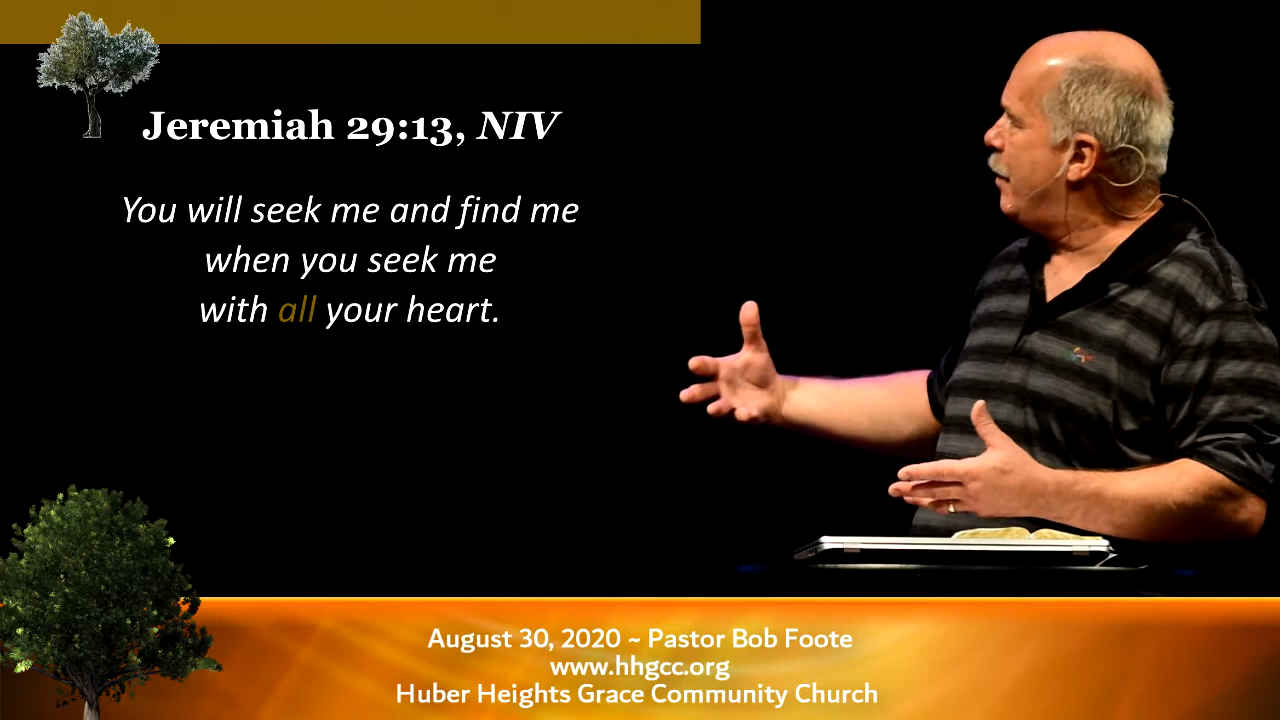 Jeremiah 29:13, NIV
You will seek me and find me
when you seek me
with all your heart.
August 30, 2020 ~ Pastor Bob Foote
www.hhgcc.org
Huber Heights Grace Community Church